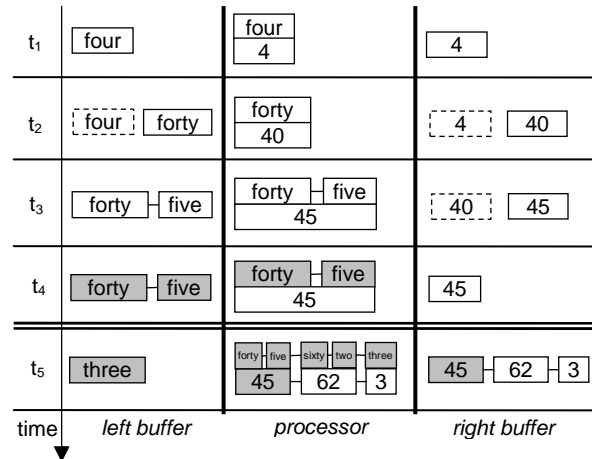 t1 four four 4
4
t2 four forty forty 4 40
40
t3 forty five forty five 40 45
45
t4 forty five forty five 45
45
forty five sixty two three
t5 three 45 62 3 45 62 3
time left buffer processor right buffer